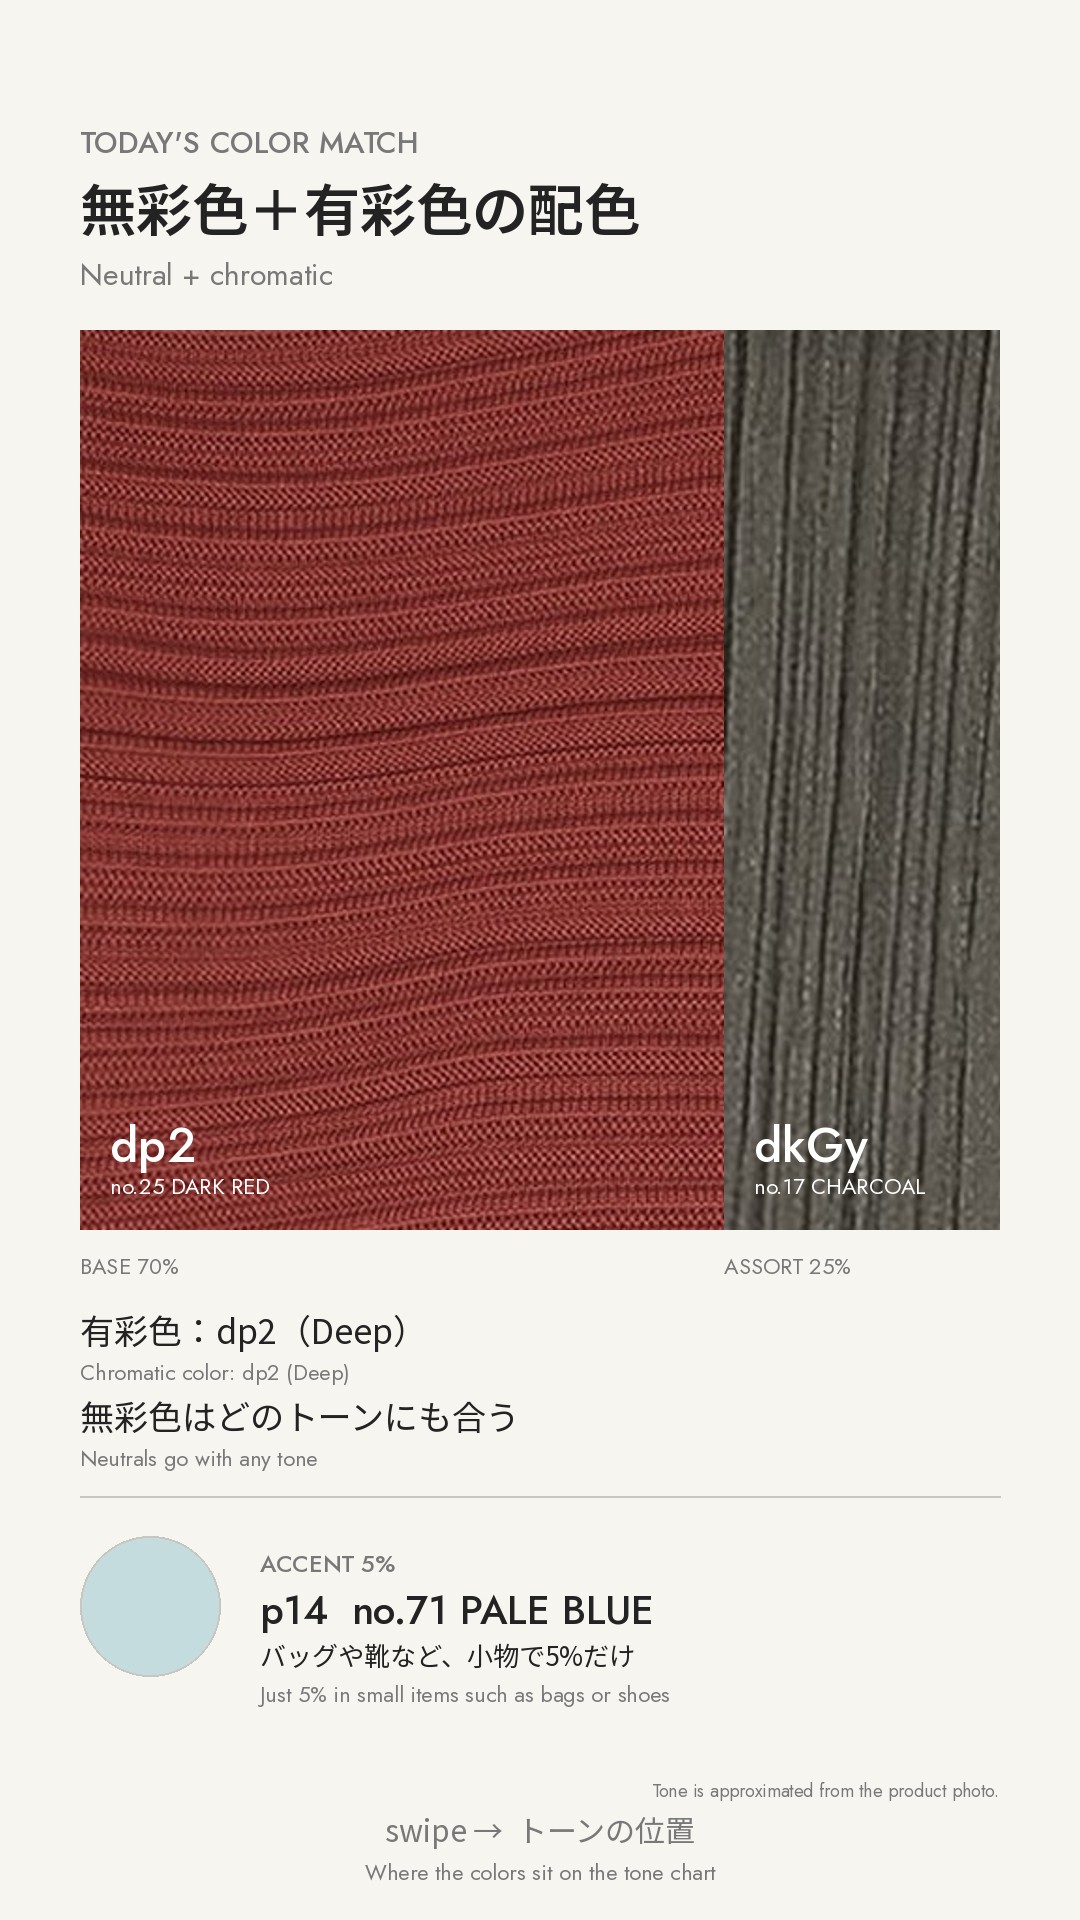 TODAY'S COLOR MATCH
無彩色＋有彩色の配色
Neutral + chromatic
dp2
no.25 DARK RED
dkGy
no.17 CHARCOAL
BASE 70%
ASSORT 25%
有彩色：dp2（Deep）
Chromatic color: dp2 (Deep)
無彩色はどのトーンにも合う
Neutrals go with any tone
ACCENT 5%
p14 no.71 PALE BLUE
バッグや靴など、小物で5%だけ
Just 5% in small items such as bags or shoes
Tone is approximated from the product photo.
swipe → トーンの位置
Where the colors sit on the tone chart